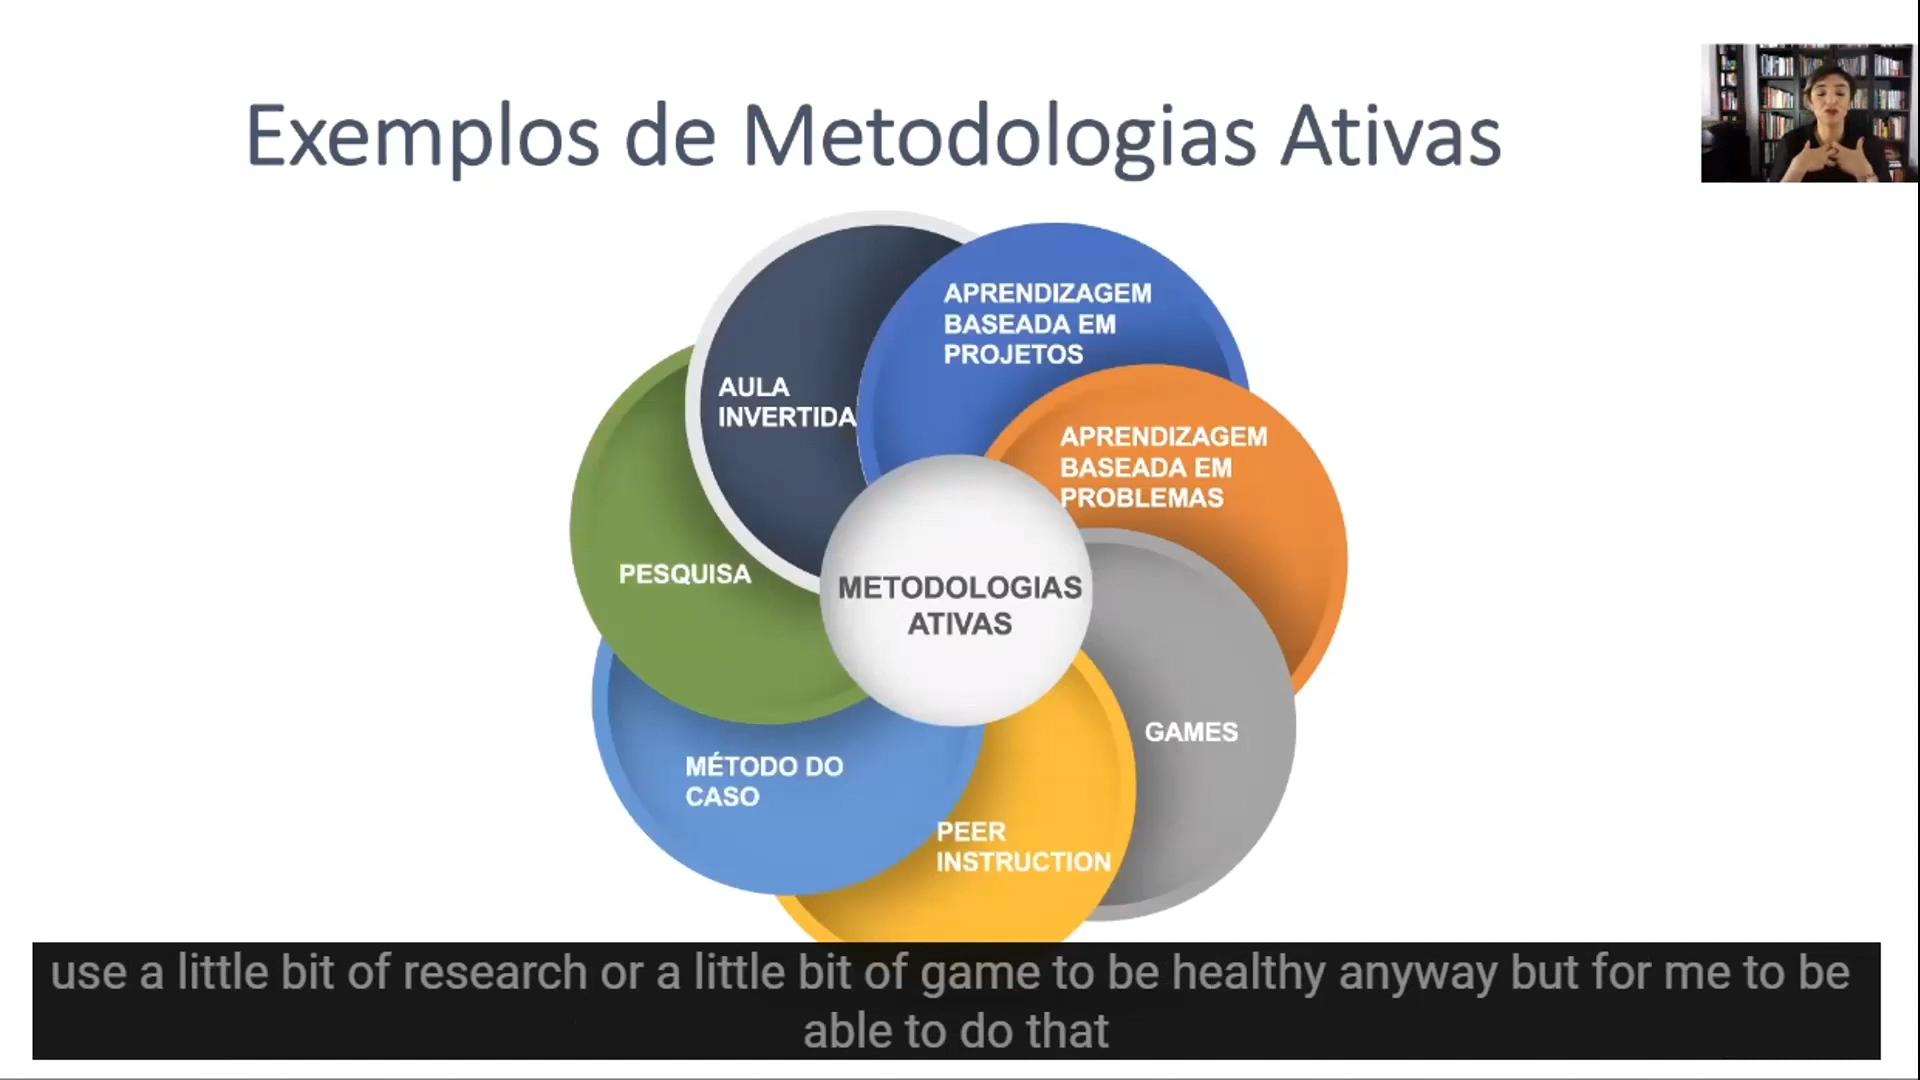 Exemplos de Metodologias Ativas
APRENDIZAGEM
BASEADA EM
PROJETOS
AULA
INVERTIDA
APRENDIZAGEM
BASEADA EM
PROBLEMAS
PESQUISA
METODOLOGIAS
ATIVAS
GAMES
MÉTODO DO
CASO
PEER
INSTRUCTION
use a little bit of research or a little bit of game to be healthy anyway but for me to be
able to do that